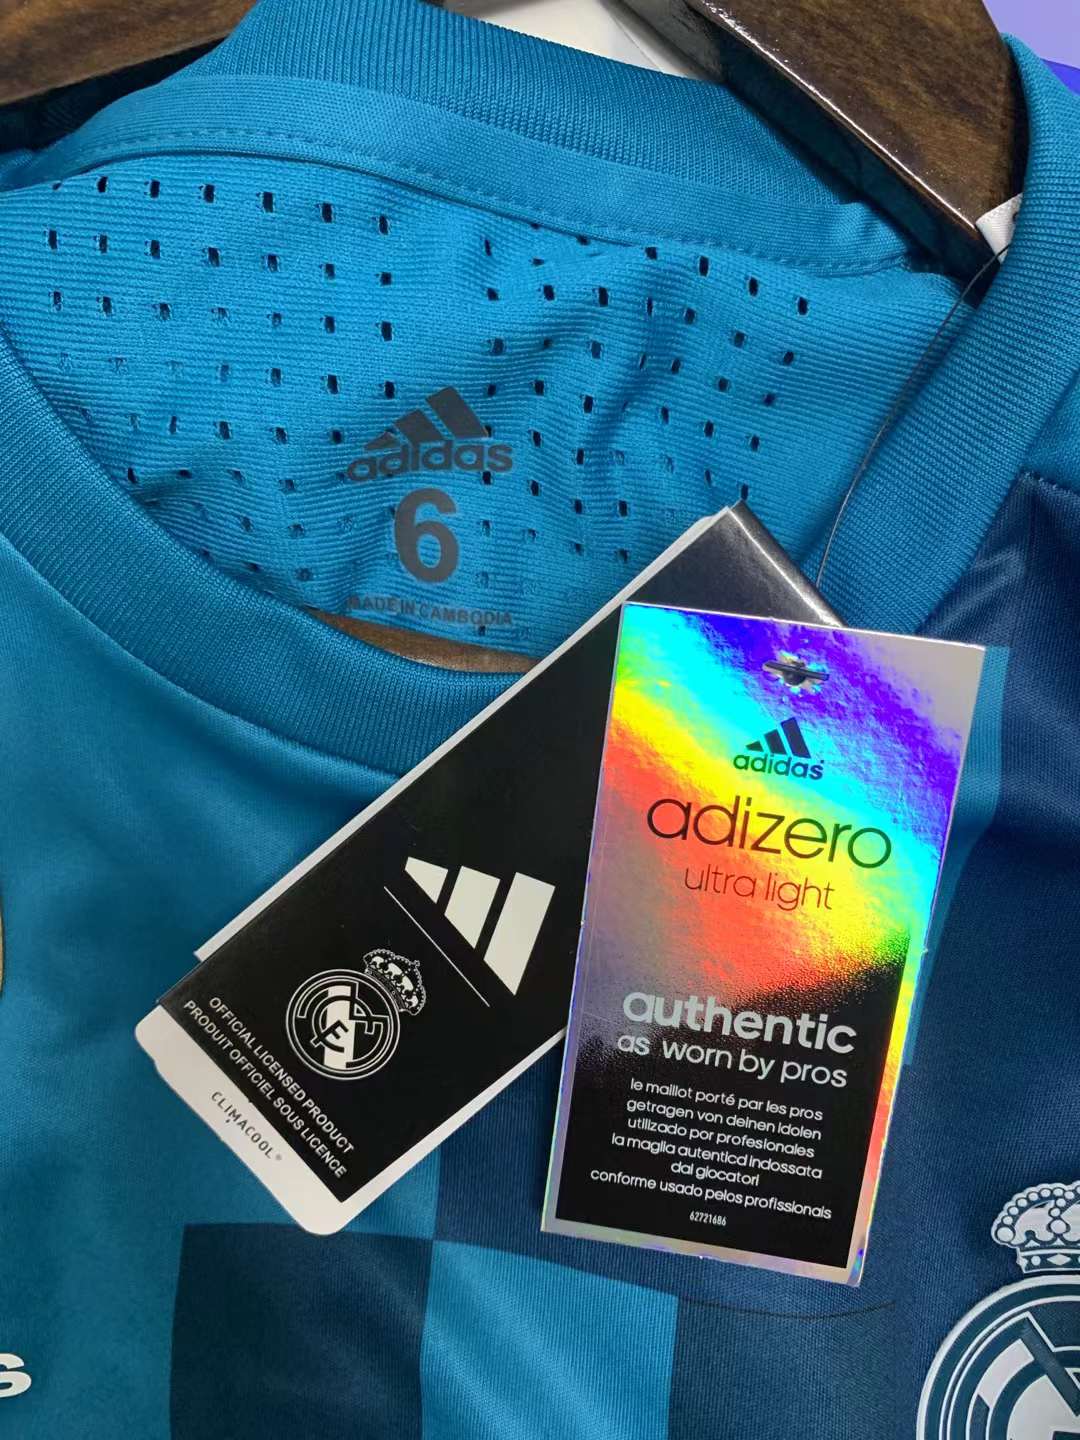 adidas
6
MADE IN CAMBODIA
adidas
adizero
ultra light
authentic
as worn by pros
le maillot porté par les pros
getragen von deinen idolen
utilizado por profesionales
la maglia autentica indossata
dai giocatori
conforme usado pelos profissionais
62721686
OFFICIAL LICENSED PRODUCT
PRODUIT OFFICIEL SOUS LICENCE
CLIMACOOL®